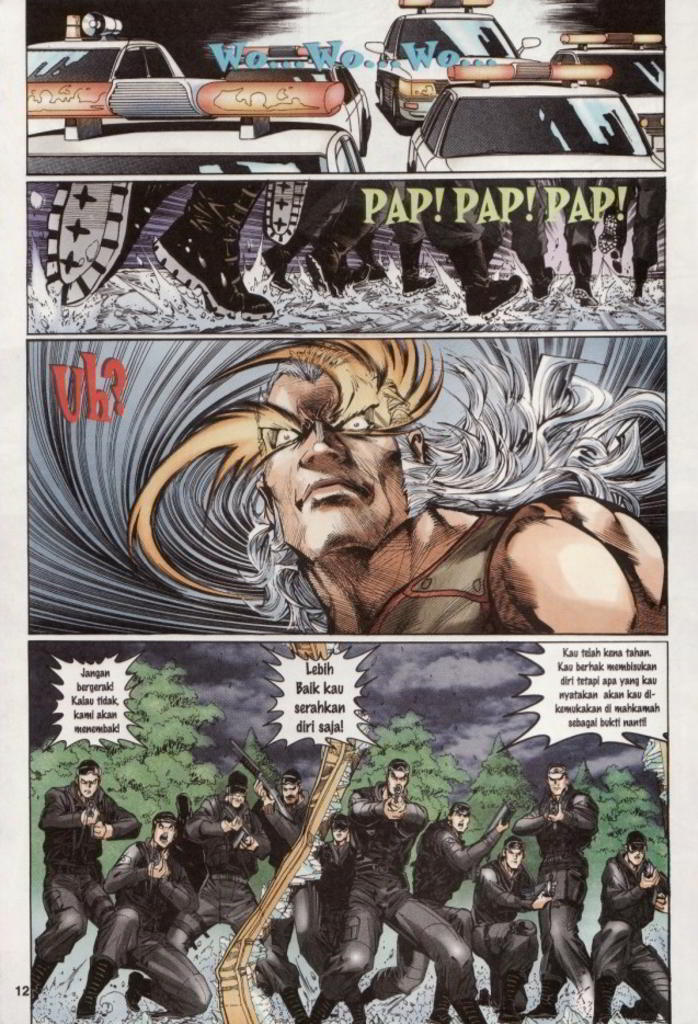 Wo...Wo...Wo...
PAP! PAP! PAP!
Uh?
Jangan
bergerak!
Kalau tidak,
kami akan
menembak!
Lebih
Baik kau
serahkan
diri saja!
Kau telah kena tahan.
Kau berhak membisukan
diri tetapi apa yang kau
nyatakan akan kau di-
kemukakan di mahkamah
sebagai bukti nanti!
12